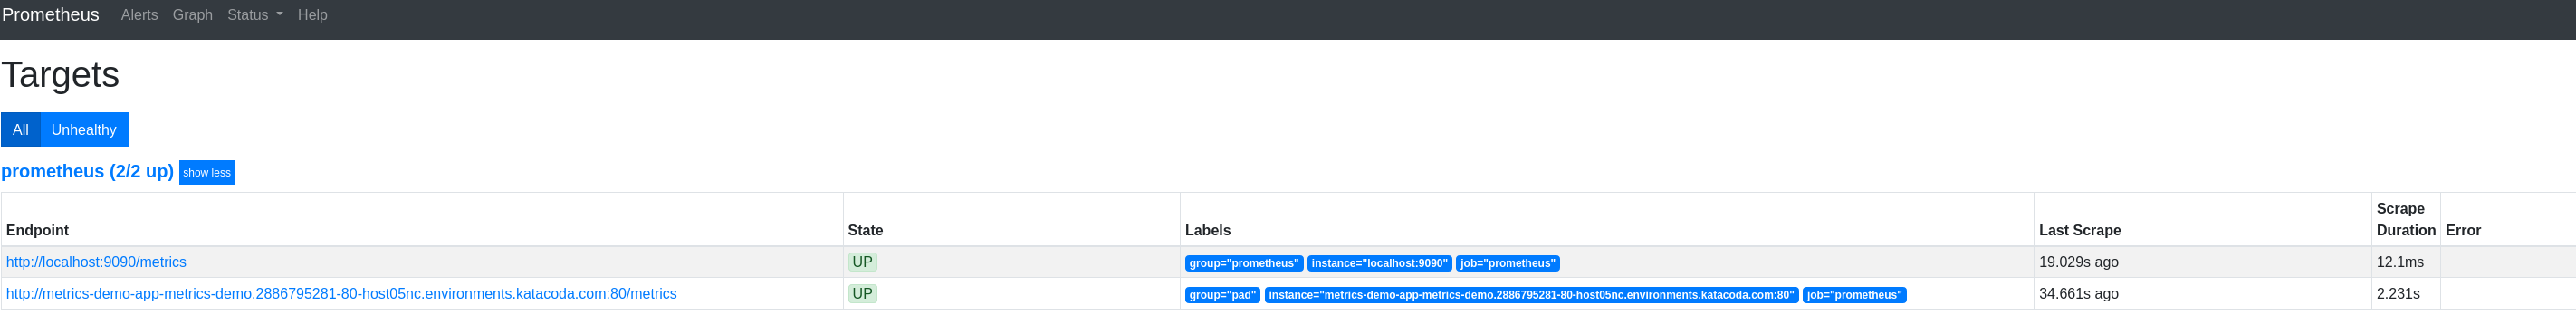 Prometheus Alerts Graph Status Help
Targets
All Unhealthy
prometheus (2/2 up) show less
Endpoint State Labels Last Scrape Scrape Duration Error
http://localhost:9090/metrics UP group="prometheus" instance="localhost:9090" job="prometheus" 19.029s ago 12.1ms
http://metrics-demo-app-metrics-demo.2886795281-80-host05nc.environments.katacoda.com:80/metrics UP group="pad" instance="metrics-demo-app-metrics-demo.2886795281-80-host05nc.environments.katacoda.com:80" job="prometheus" 34.661s ago 2.231s